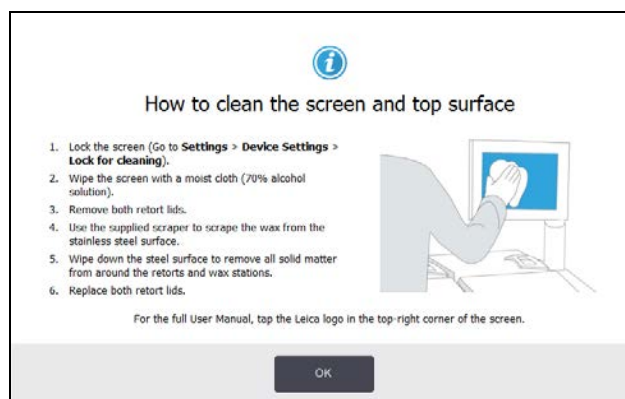 How to clean the screen and top surface
1. Lock the screen (Go to Settings > Device Settings >
Lock for cleaning).
2. Wipe the screen with a moist cloth (70% alcohol
solution).
3. Remove both retort lids.
4. Use the supplied scraper to scrape the wax from the
stainless steel surface.
5. Wipe down the steel surface to remove all solid matter
from around the retorts and wax stations.
6. Replace both retort lids.
For the full User Manual, tap the Leica logo in the top-right corner of the screen.
OK